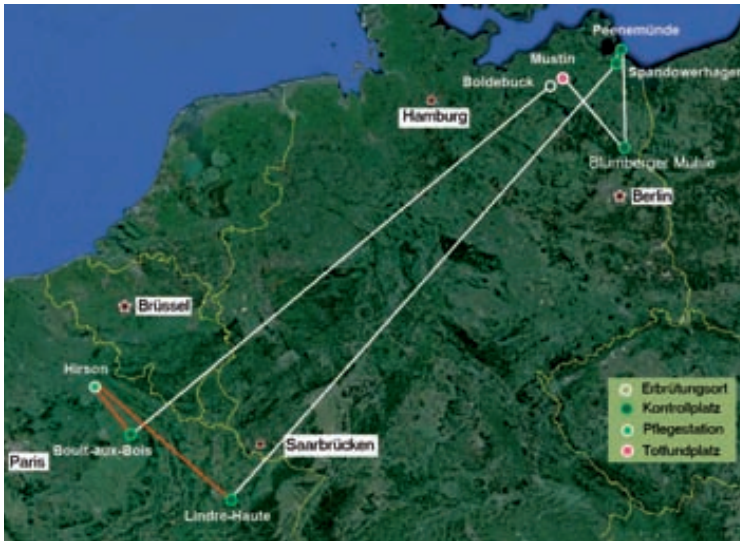 Peenemünde
Mustin
Spandowerhagen
Boldebuck
Hamburg
Blumberger Mühle
Berlin
Brüssel
Hirson
Erbrütungsort
Kontrollplatz
Boult-aux-Bois
Saarbrücken
Pflegestation
Paris
Totfundplatz
Lindre-Haute